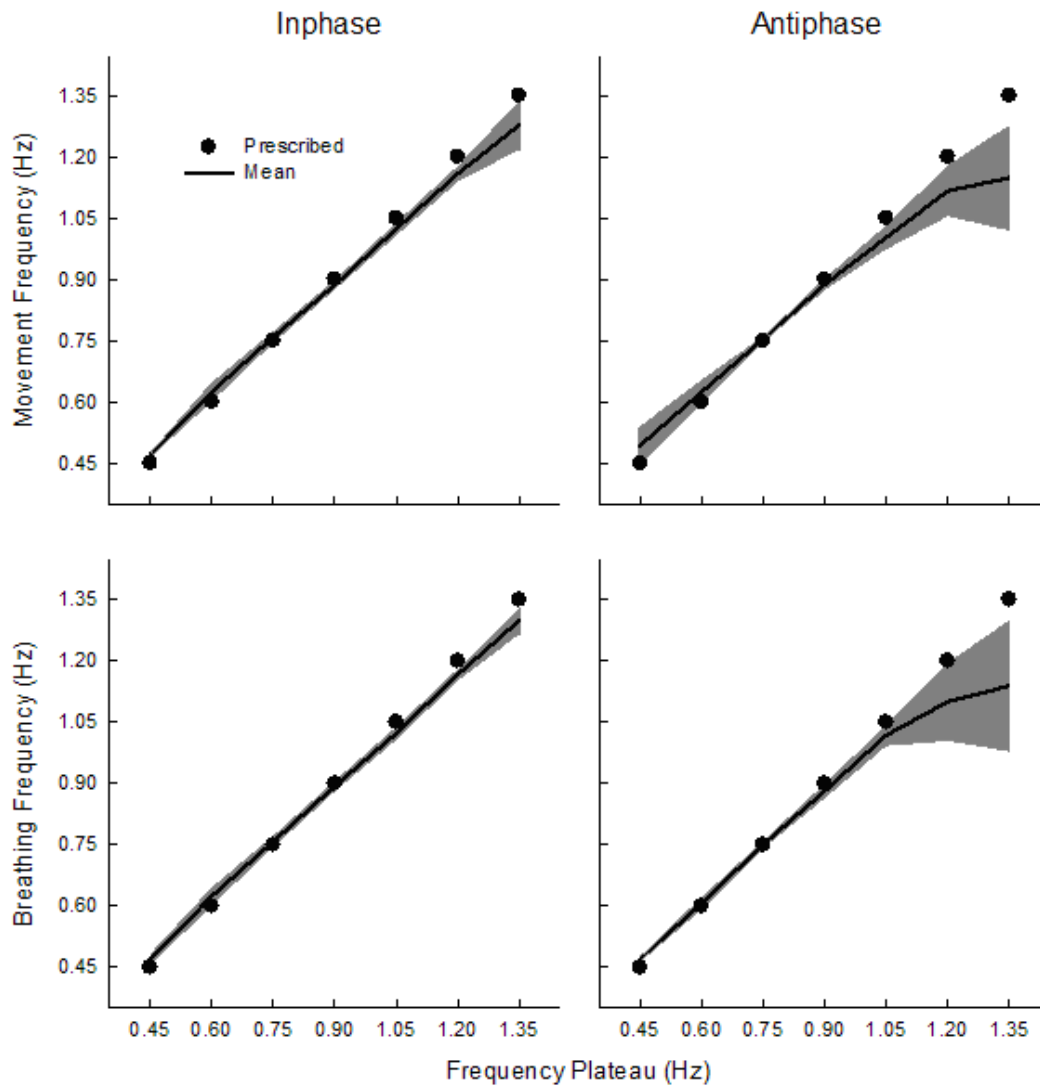 Inphase
Antiphase
Movement Frequency (Hz)
1.35
1.20
1.05
0.90
0.75
0.60
0.45
Prescribed
Mean
Breathing Frequency (Hz)
1.35
1.20
1.05
0.90
0.75
0.60
0.45
0.45 0.60 0.75 0.90 1.05 1.20 1.35
0.45 0.60 0.75 0.90 1.05 1.20 1.35
Frequency Plateau (Hz)